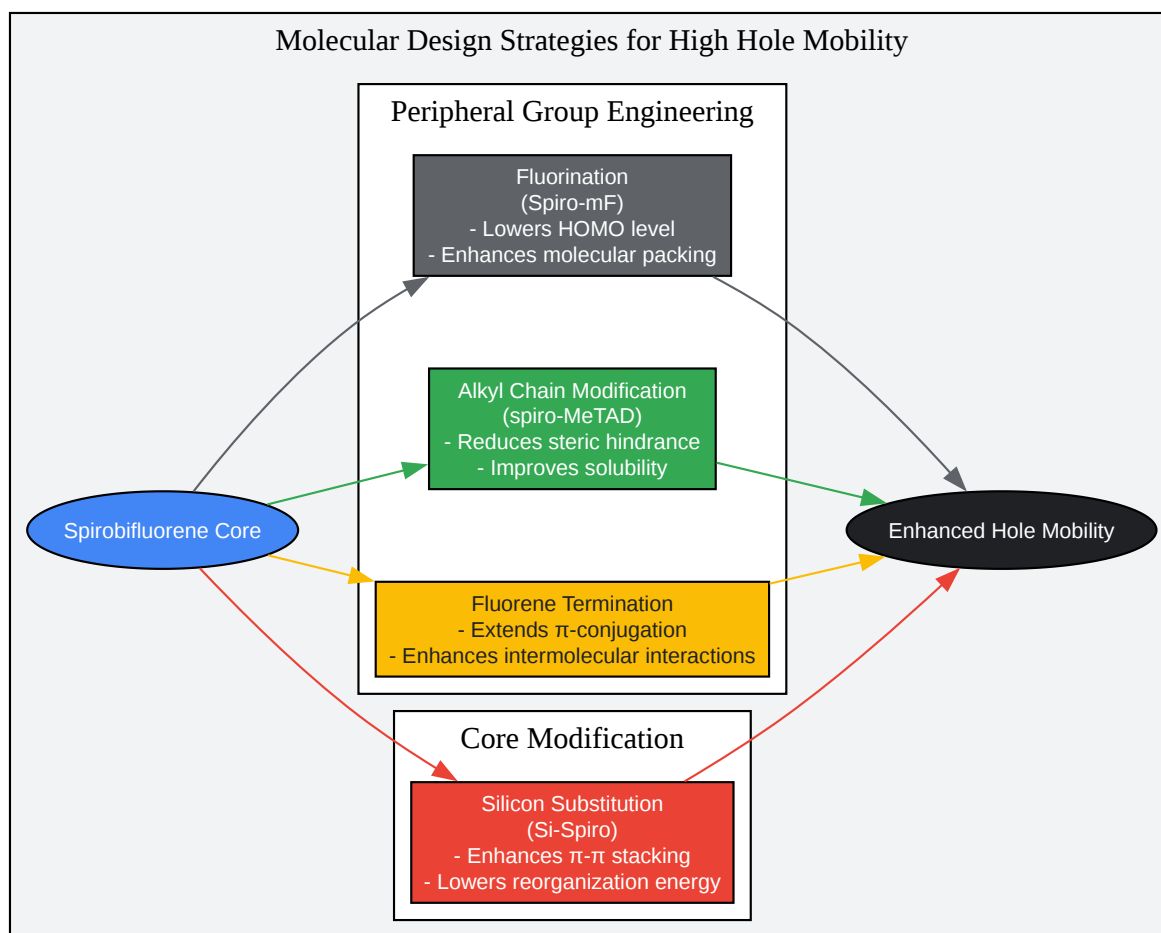 Molecular Design Strategies for High Hole Mobility
Peripheral Group Engineering
Fluorination
(Spiro-mF)
- Lowers HOMO level
- Enhances molecular packing
Alkyl Chain Modification
(spiro-MeTAD)
- Reduces steric hindrance
- Improves solubility
Spirobifluorene Core
Enhanced Hole Mobility
Fluorene Termination
- Extends π-conjugation
- Enhances intermolecular interactions
Core Modification
Silicon Substitution
(Si-Spiro)
- Enhances π-π stacking
- Lowers reorganization energy